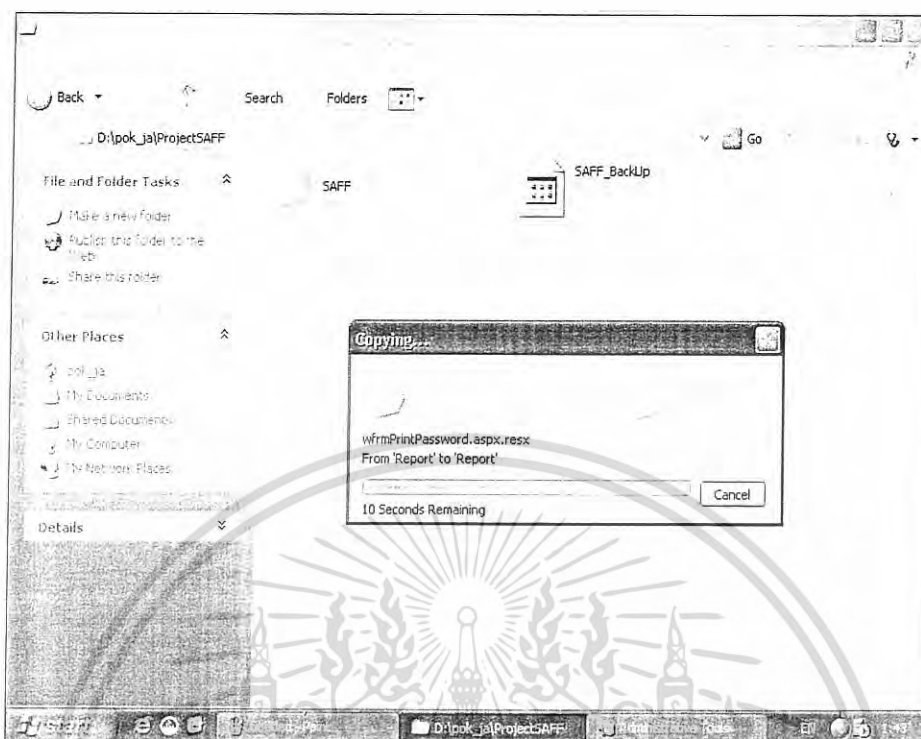 Back Search Folders
D:\pok_ja\ProjectSAFF Go
File and Folder Tasks
Make a new folder
Publish this folder to the
Web
Share this folder
SAFF
SAFF_BackUp
Other Places
pok_ja
My Documents
Shared Documents
My Computer
My Network Places
Details
Copying...
wfrmPrintPassword.aspx.resx
From 'Report' to 'Report'
Cancel
10 Seconds Remaining
D:\pok_ja\ProjectSAFF
EN 1:43